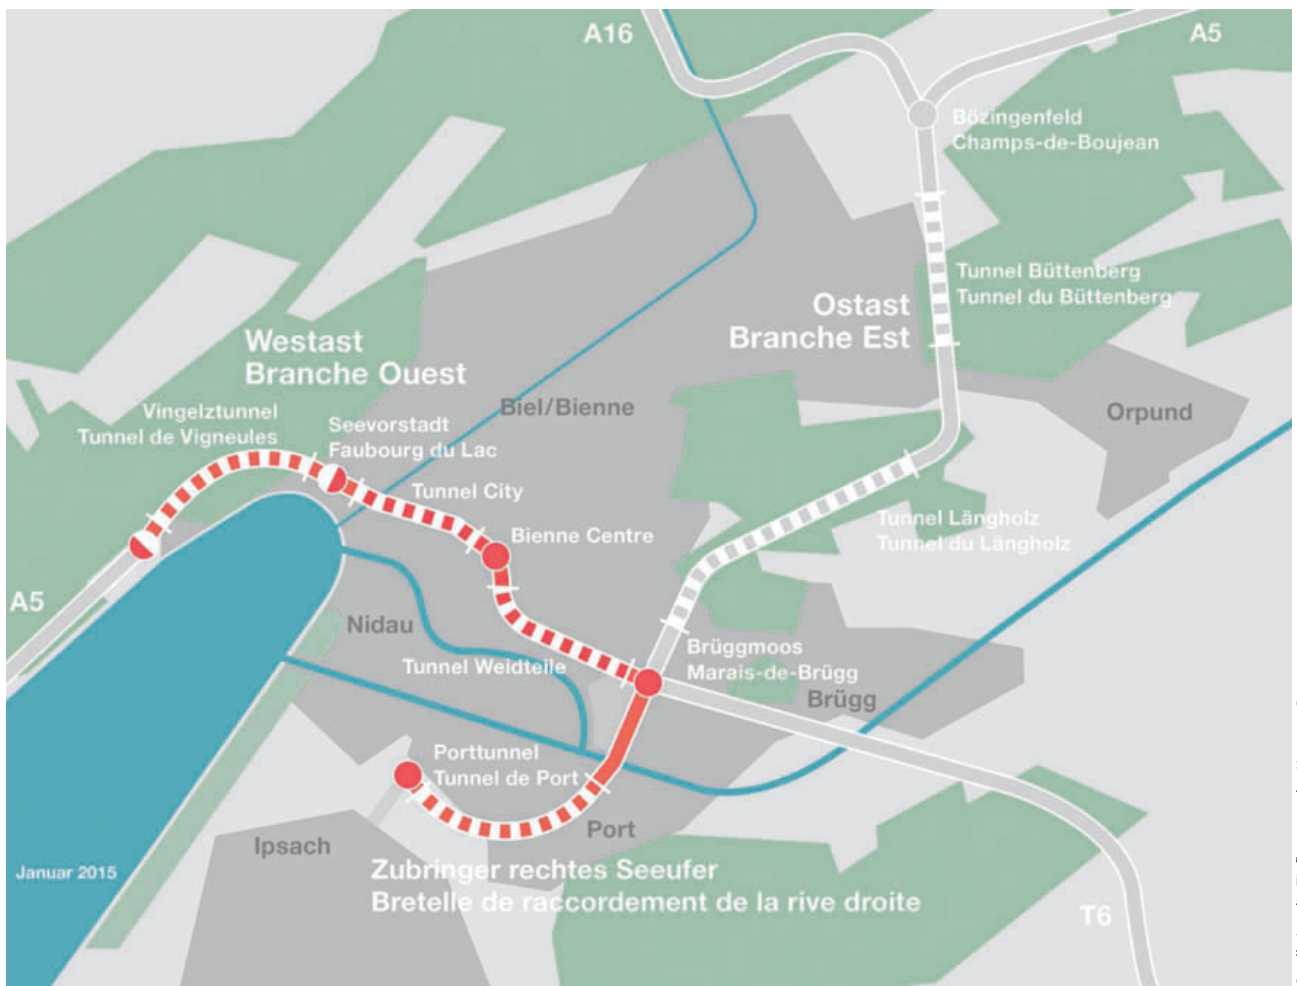 A16
A5
Bözingenfeld
Champs-de-Boujean
Tunnel Büttenberg
Tunnel du Büttenberg
Ostast
Branche Est
Westast
Branche Ouest
Biel/Bienne
Orpund
Vingelztunnel
Tunnel de Vigneules
Seevorstadt
Faubourg du Lac
Tunnel City
Bienne Centre
Tunnel Längholz
Tunnel du Längholz
A5
Nidau
Tunnel Weidteile
Brüggmoos
Marais-de-Brügg
Brügg
Porttunnel
Tunnel de Port
Port
Ipsach
Januar 2015
Zubringer rechtes Seeufer
Bretelle de raccordement de la rive droite
T6